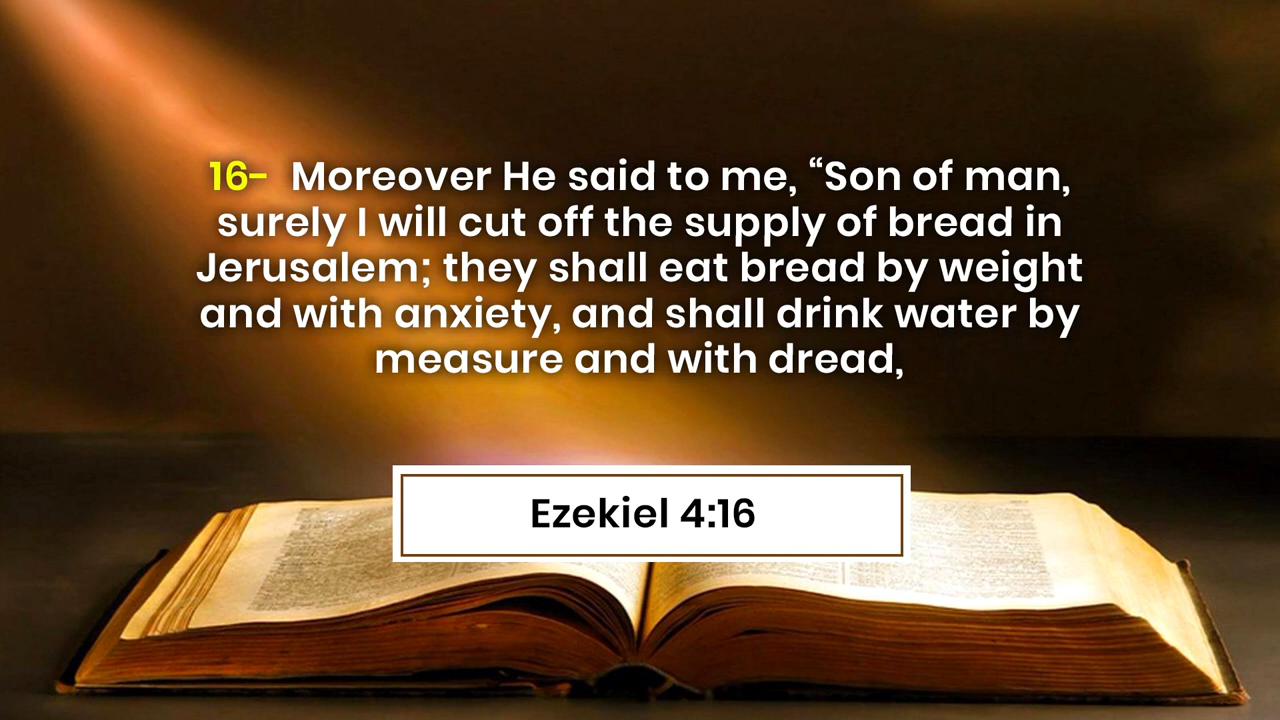 16- Moreover He said to me, “Son of man,
surely I will cut off the supply of bread in
Jerusalem; they shall eat bread by weight
and with anxiety, and shall drink water by
measure and with dread,
Ezekiel 4:16